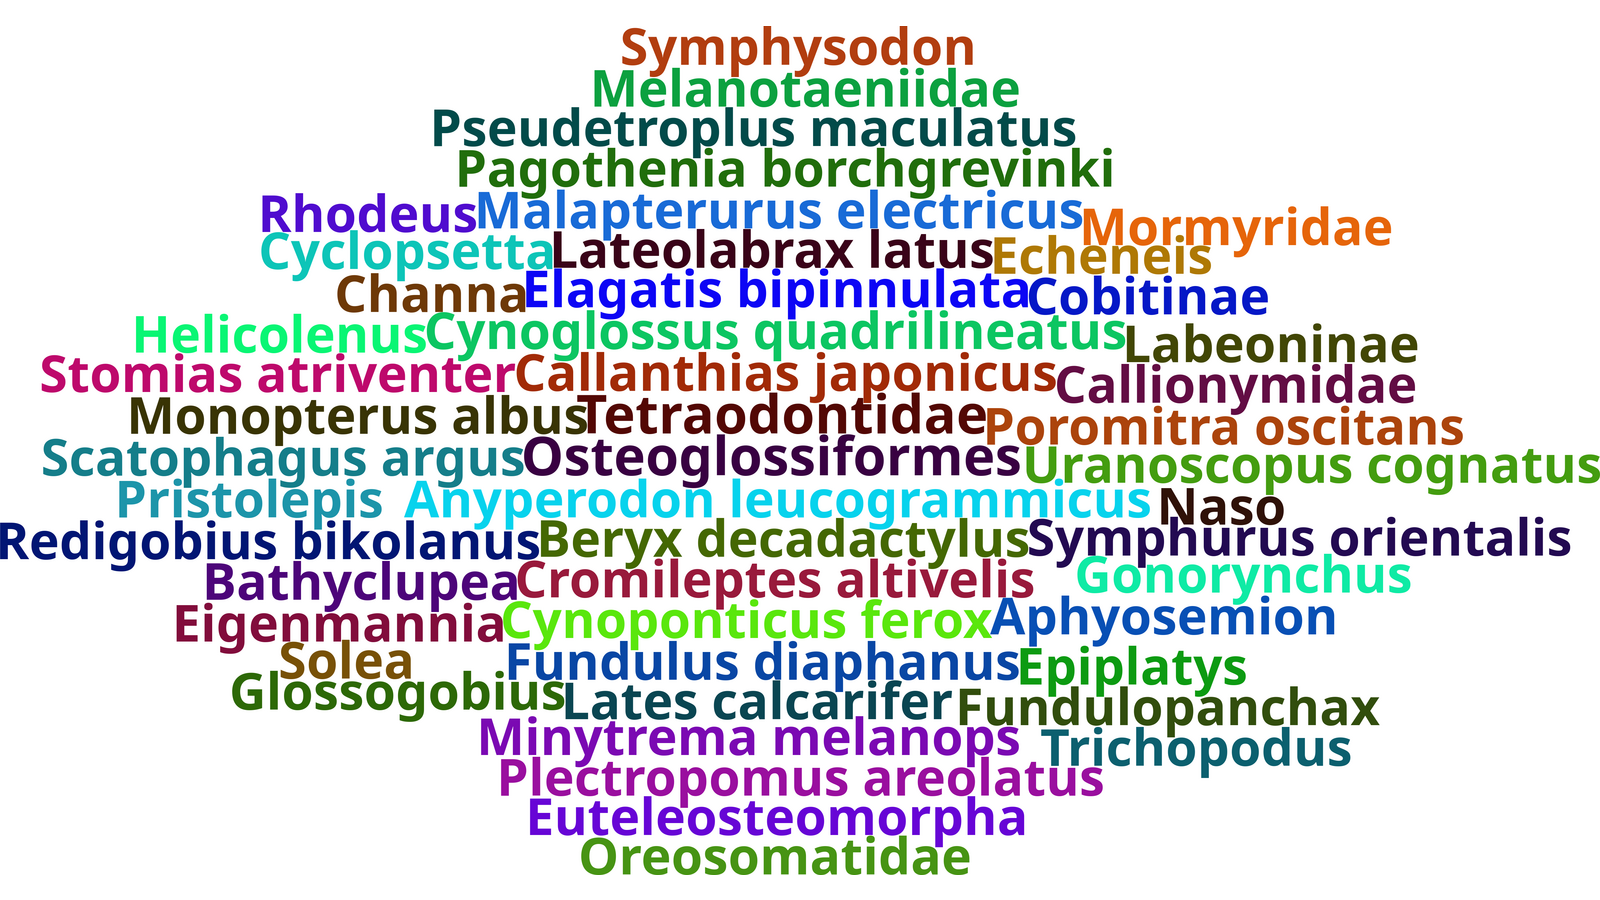 Symphysodon
Melanotaeniidae
Pseudetroplus maculatus
Pagothenia borchgrevinki
Rhodeus Malapterurus electricus Mormyridae
Cyclopsetta Lateolabrax latus Echeneis
Channa Elagatis bipinnulata Cobitinae
Helicolenus Cynoglossus quadrilineatus Labeoninae
Stomias atriventer Callanthias japonicus Callionymidae
Monopterus albus Tetraodontidae Poromitra oscitans
Scatophagus argus Osteoglossiformes Uranoscopus cognatus
Pristolepis Anyperodon leucogrammicus Naso
Redigobius bikolanus Beryx decadactylus Symphurus orientalis
Bathyclupea Cromileptes altivelis Gonorynchus
Eigenmannia Cynoponticus ferox Aphyosemion
Solea Fundulus diaphanus Epiplatys
Glossogobius Lates calcarifer Fundulopanchax
Minytrema melanops Trichopodus
Plectropomus areolatus
Euteleosteomorpha
Oreosomatidae